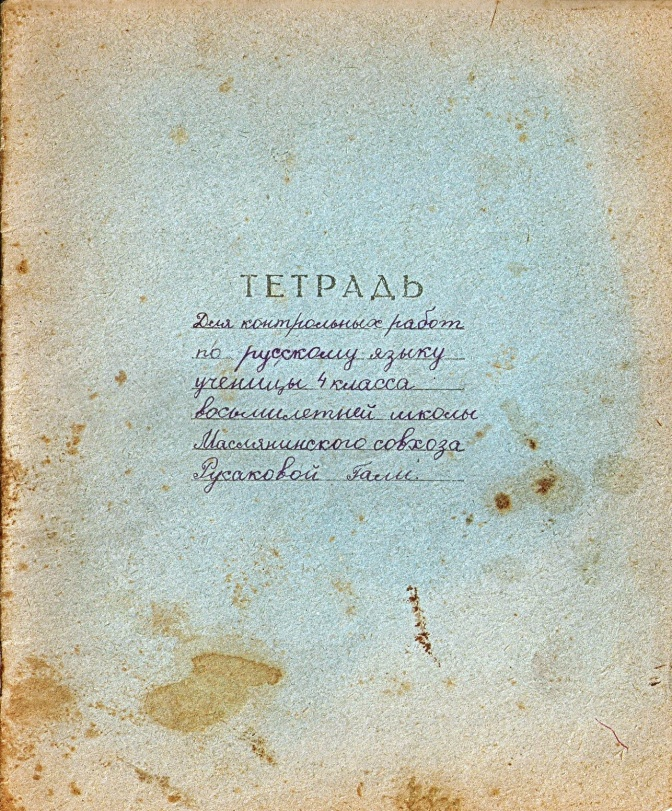 ТЕТРАДЬ
Для контрольных работ
по русскому языку
ученицы 4 класса
восьмилетней школы
Маслянинского совхоза
Русаковой Гали.